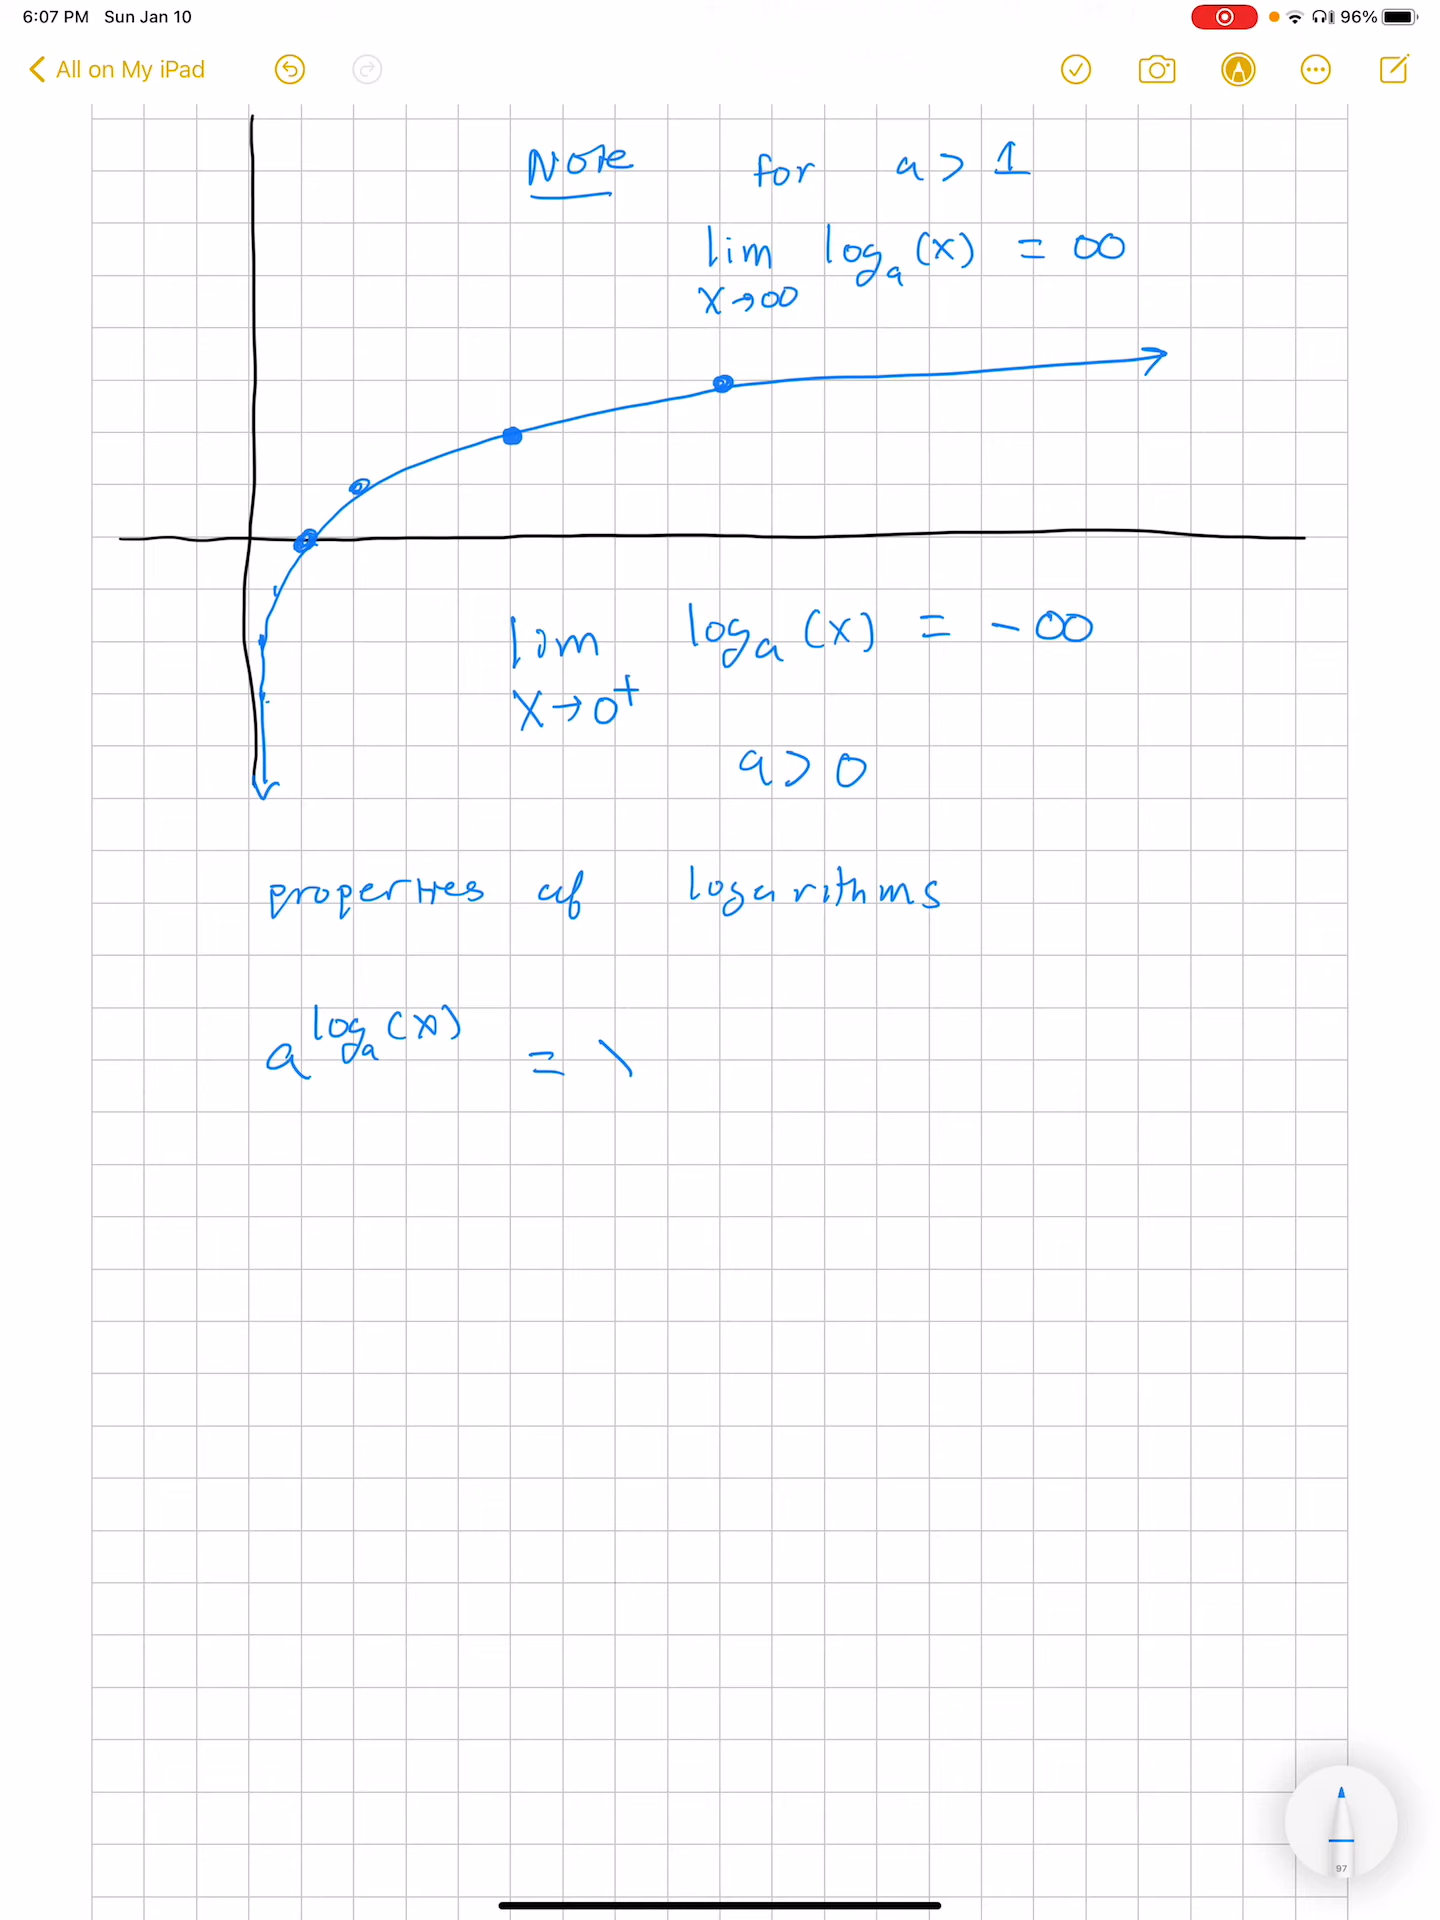 6:07 PM Sun Jan 10 96%
All on My iPad
Note for a > 1
lim log_a (x) = ∞
x→∞
lim log_a (x) = -∞
x→0⁺
a > 0
properties of logarithms
a^log_a (x) = \
97